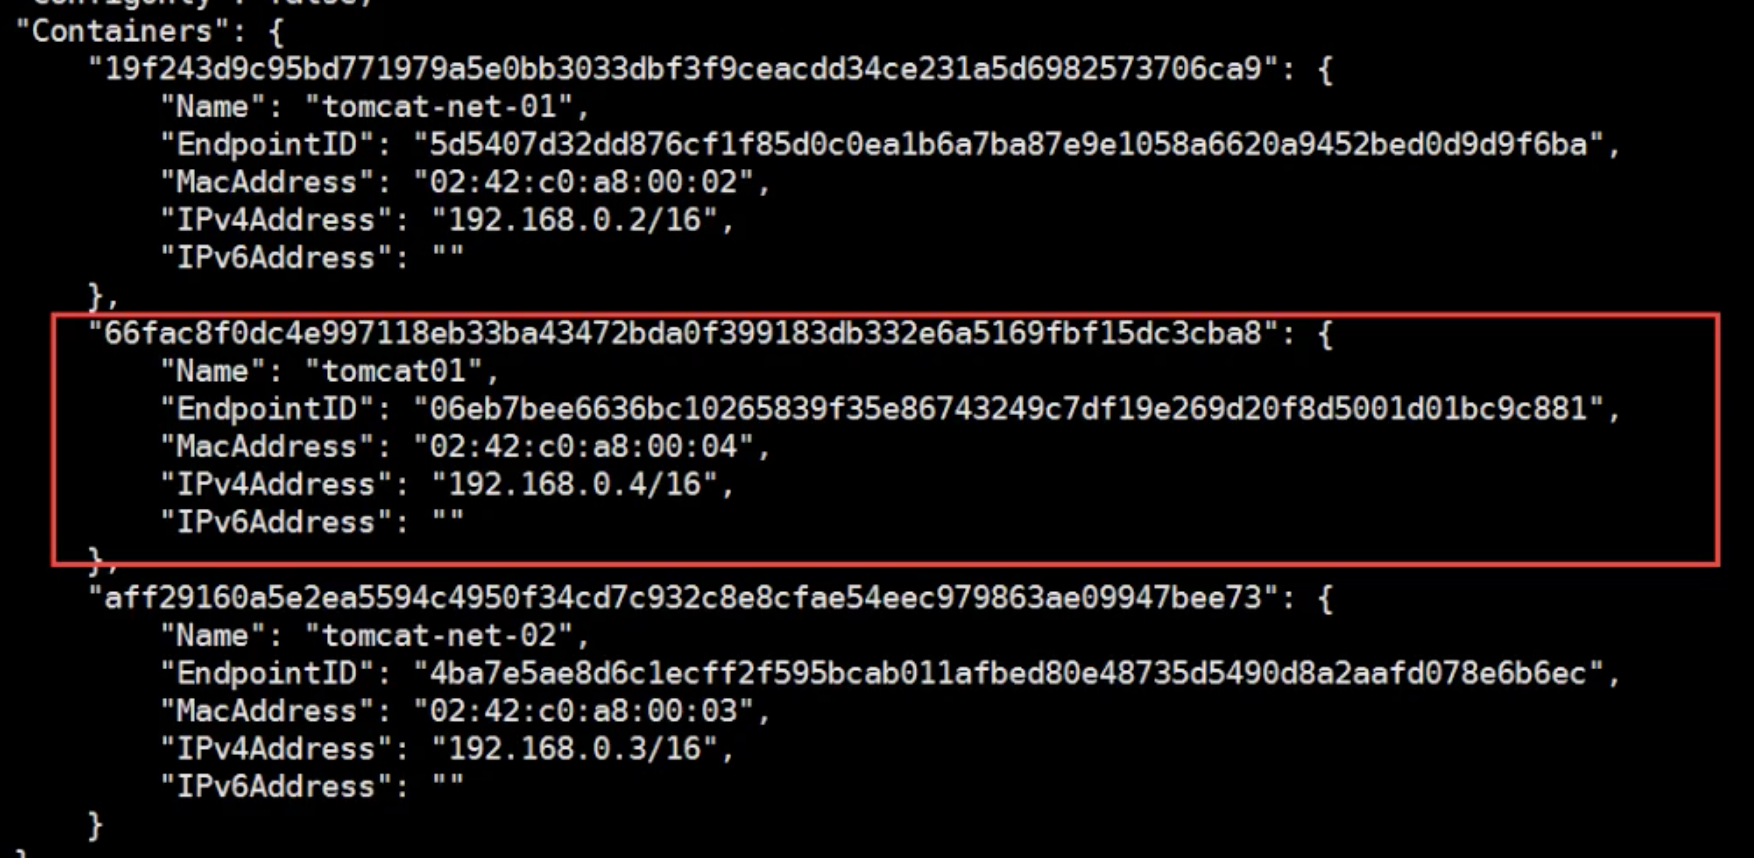 "Containers": {
"19f243d9c95bd771979a5e0bb3033dbf3f9ceacdd34ce231a5d6982573706ca9": {
"Name": "tomcat-net-01",
"EndpointID": "5d5407d32dd876cf1f85d0c0ea1b6a7ba87e9e1058a6620a9452bed0d9d9f6ba",
"MacAddress": "02:42:c0:a8:00:02",
"IPv4Address": "192.168.0.2/16",
"IPv6Address": ""
},
"66fac8f0dc4e997118eb33ba43472bda0f399183db332e6a5169fbf15dc3cba8": {
"Name": "tomcat01",
"EndpointID": "06eb7bee6636bc10265839f35e86743249c7df19e269d20f8d5001d01bc9c881",
"MacAddress": "02:42:c0:a8:00:04",
"IPv4Address": "192.168.0.4/16",
"IPv6Address": ""
},
"aff29160a5e2ea5594c4950f34cd7c932c8e8cfae54eec979863ae09947bee73": {
"Name": "tomcat-net-02",
"EndpointID": "4ba7e5ae8d6c1ecff2f595bcab011afbed80e48735d5490d8a2aafd078e6b6ec",
"MacAddress": "02:42:c0:a8:00:03",
"IPv4Address": "192.168.0.3/16",
"IPv6Address": ""
}